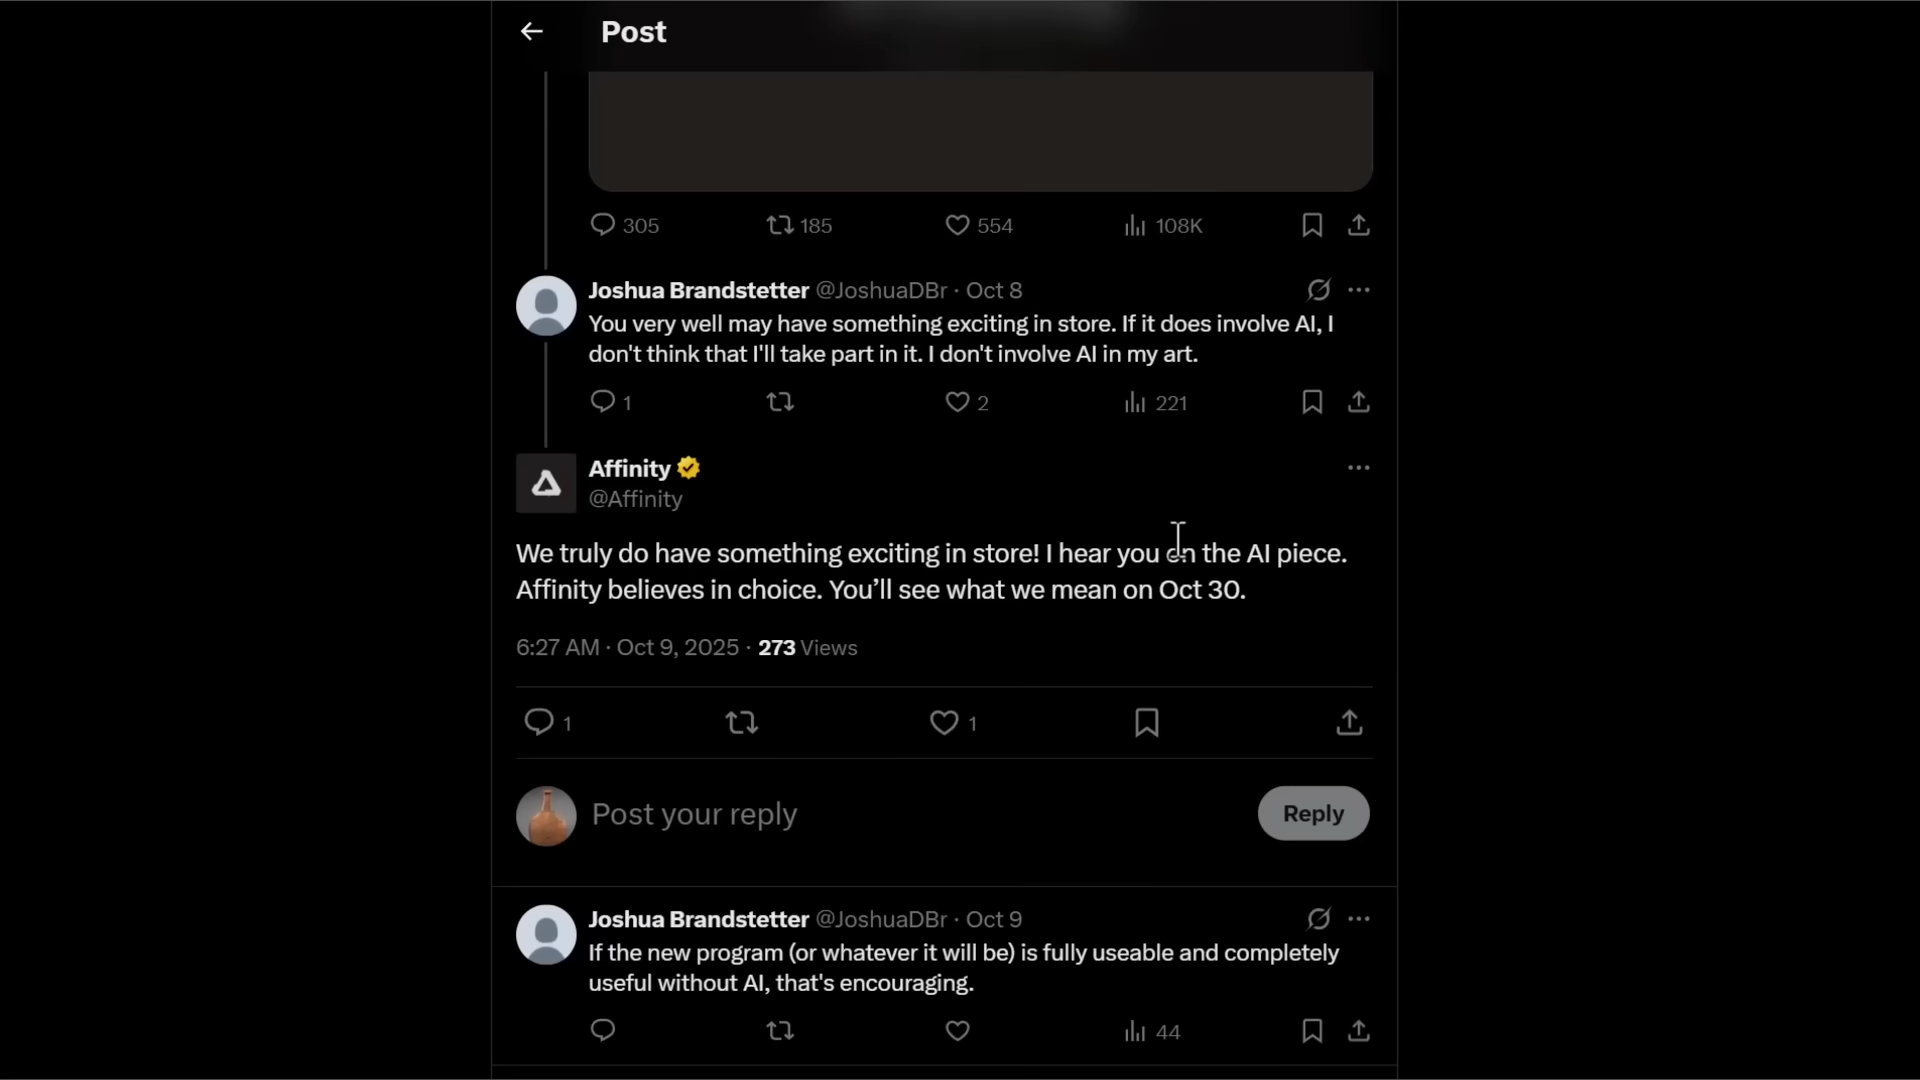 Post
305 185 554 108K
Joshua Brandstetter @JoshuaDBr · Oct 8
You very well may have something exciting in store. If it does involve AI, I
don't think that I'll take part in it. I don't involve AI in my art.
1 2 221
Affinity
@Affinity
We truly do have something exciting in store! I hear you on the AI piece.
Affinity believes in choice. You’ll see what we mean on Oct 30.
6:27 AM · Oct 9, 2025 · 273 Views
1 1
Post your reply
Reply
Joshua Brandstetter @JoshuaDBr · Oct 9
If the new program (or whatever it will be) is fully useable and completely
useful without AI, that's encouraging.
44